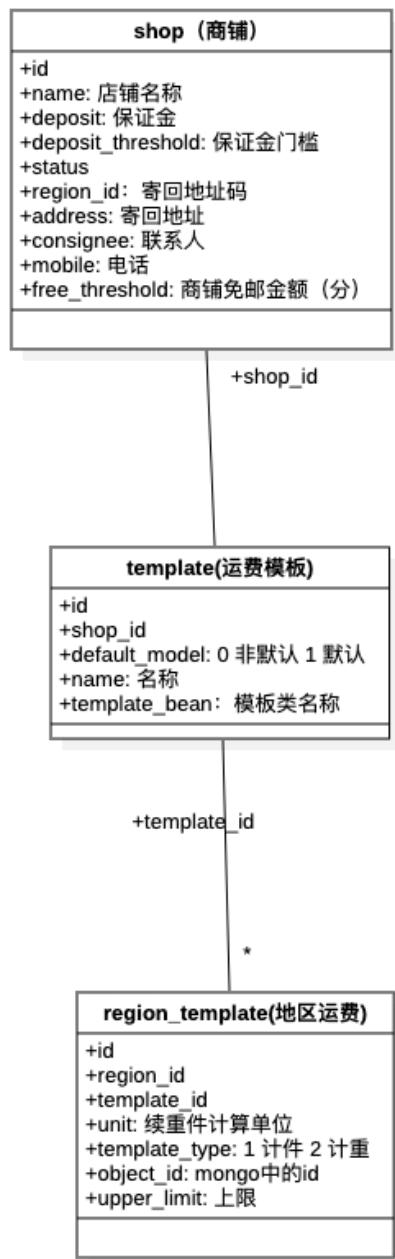 shop（商铺）
+id
+name: 店铺名称
+deposit: 保证金
+deposit_threshold: 保证金门槛
+status
+region_id：寄回地址码
+address: 寄回地址
+consignee: 联系人
+mobile: 电话
+free_threshold: 商铺免邮金额（分）
+shop_id
template(运费模板)
+id
+shop_id
+default_model: 0 非默认 1 默认
+name: 名称
+template_bean：模板类名称
+template_id
*
region_template(地区运费)
+id
+region_id
+template_id
+unit: 续重件计算单位
+template_type: 1 计件 2 计重
+object_id: mongo中的id
+upper_limit: 上限